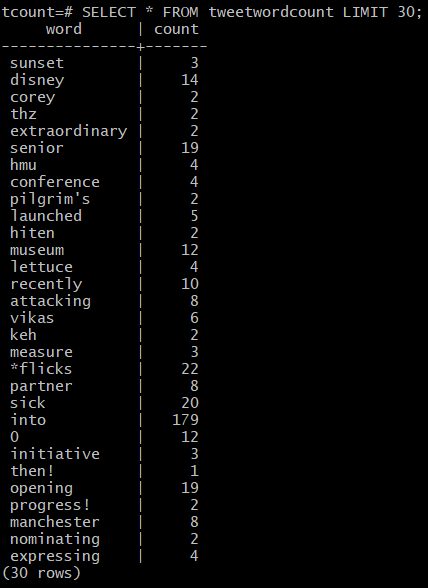 tcount=# SELECT * FROM tweetwordcount LIMIT 30;
     word      | count
---------------+-------
 sunset        |     3
 disney        |    14
 corey         |     2
 thz           |     2
 extraordinary |     2
 senior        |    19
 hmu           |     4
 conference    |     4
 pilgrim's     |     2
 launched      |     5
 hiten         |     2
 museum        |    12
 lettuce       |     4
 recently      |    10
 attacking     |     8
 vikas         |     6
 keh           |     2
 measure       |     3
 *flicks       |    22
 partner       |     8
 sick          |    20
 into          |   179
 0             |    12
 initiative    |     3
 then!         |     1
 opening       |    19
 progress!     |     2
 manchester    |     8
 nominating    |     2
 expressing    |     4
(30 rows)